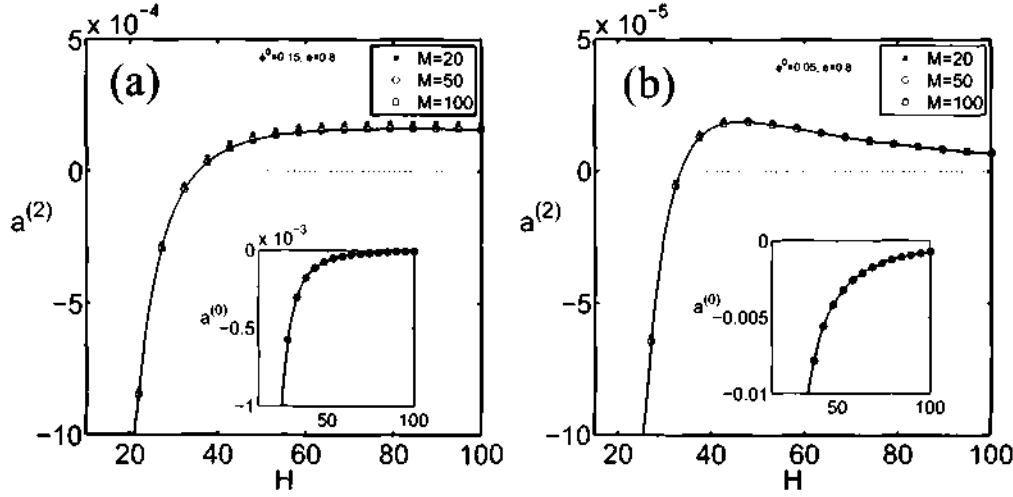 x 10⁻⁴
5
0
−5
−10
20
40
60
80
100
H
a⁽²⁾
(a)
ϕ⁰=0.15, e=0.8
M=20
M=50
M=100
x 10⁻³
0
−0.5
−1
50
100
a⁽⁰⁾
x 10⁻⁵
5
0
−5
−10
20
40
60
80
100
H
a⁽²⁾
(b)
ϕ⁰=0.05, e=0.8
M=20
M=50
M=100
0
−0.005
−0.01
50
100
a⁽⁰⁾